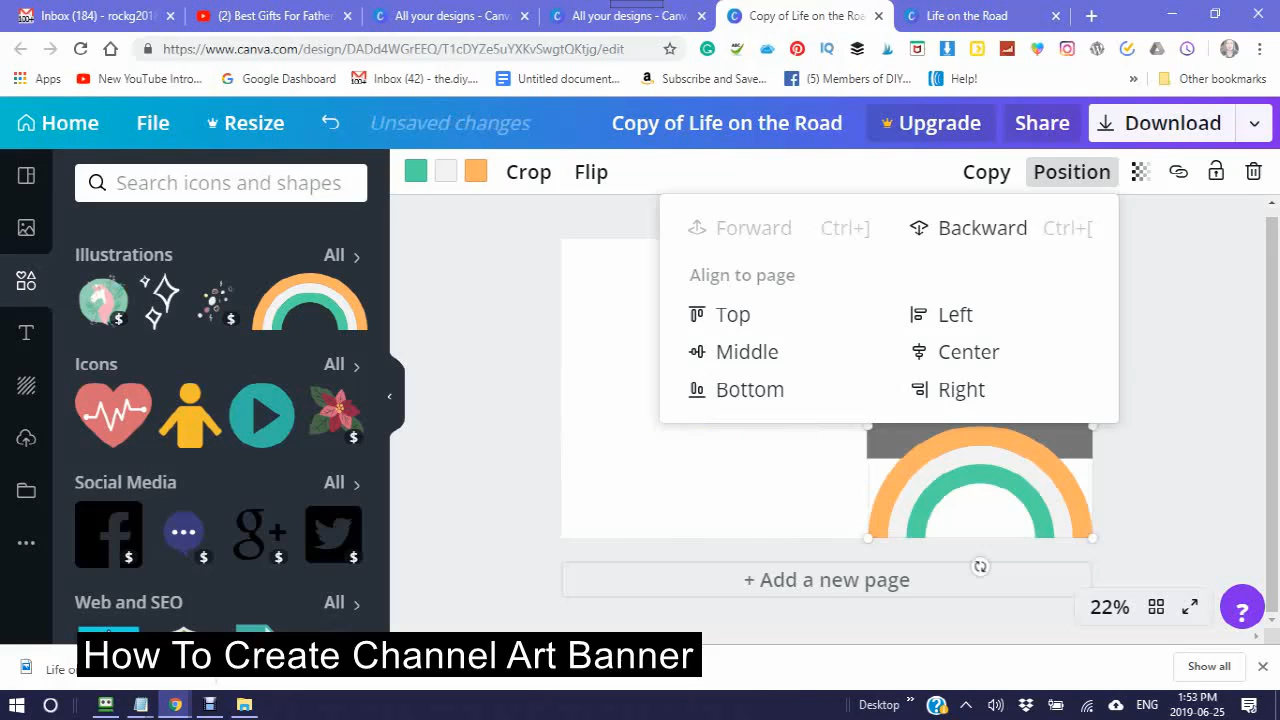 Inbox (184) - rockg201
(2) Best Gifts For Father
All your designs - Canv
All your designs - Canv
Copy of Life on the Roa
Life on the Road
https://www.canva.com/design/DADd4WGrEEQ/T1cDYZe5uYXKvSwgtQKtjg/edit
Apps
New YouTube Intro...
Google Dashboard
Inbox (42) - the.diy....
Untitled document...
Subscribe and Save...
(5) Members of DIY...
Help!
»
Other bookmarks
Home
File
Resize
Unsaved changes
Copy of Life on the Road
Upgrade
Share
Download
Search icons and shapes
Crop
Flip
Copy
Position
Forward Ctrl+]
Backward Ctrl+[
Align to page
Top
Left
Middle
Center
Bottom
Right
Illustrations
All >
$
$
Icons
All >
$
Social Media
All >
$
$
g+
$
$
Web and SEO
All >
+ Add a new page
22%
?
How To Create Channel Art Banner
Life o
Show all
Desktop »
ENG
1:53 PM
2019-06-25